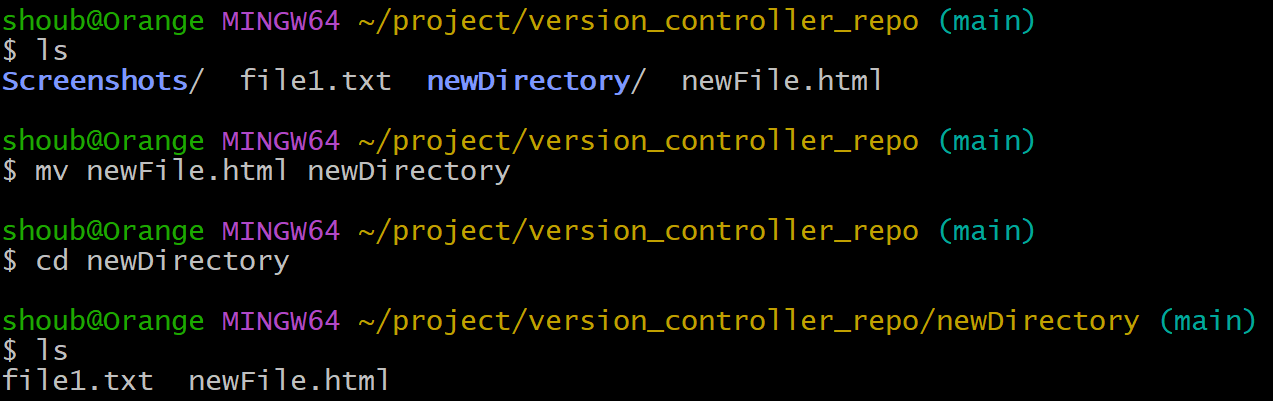 shoub@Orange MINGW64 ~/project/version_controller_repo (main)
$ ls
Screenshots/  file1.txt  newDirectory/  newFile.html
shoub@Orange MINGW64 ~/project/version_controller_repo (main)
$ mv newFile.html newDirectory
shoub@Orange MINGW64 ~/project/version_controller_repo (main)
$ cd newDirectory
shoub@Orange MINGW64 ~/project/version_controller_repo/newDirectory (main)
$ ls
file1.txt  newFile.html